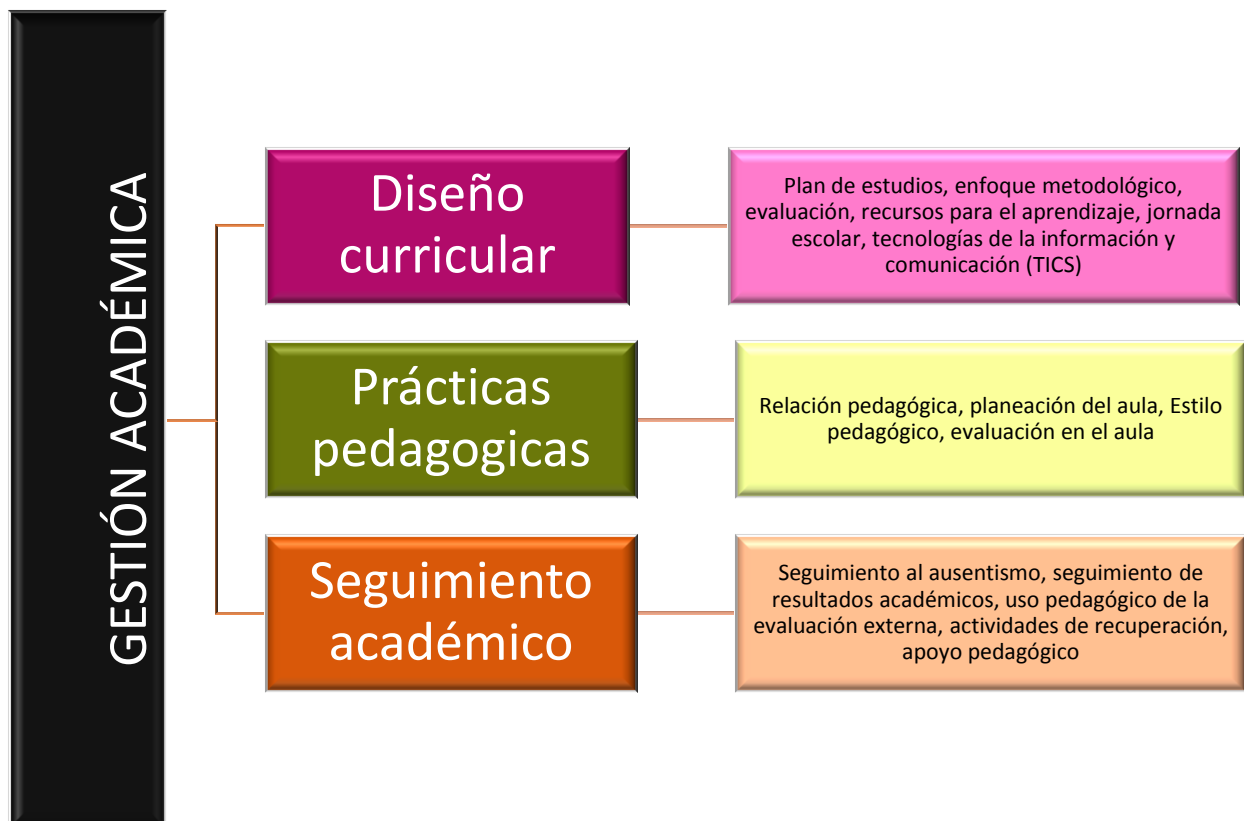 GESTIÓN ACADÉMICA
Diseño
curricular
Plan de estudios, enfoque metodológico,
evaluación, recursos para el aprendizaje, jornada
escolar, tecnologías de la información y
comunicación (TICS)
Prácticas
pedagogicas
Relación pedagógica, planeación del aula, Estilo
pedagógico, evaluación en el aula
Seguimiento
académico
Seguimiento al ausentismo, seguimiento de
resultados académicos, uso pedagógico de la
evaluación externa, actividades de recuperación,
apoyo pedagógico